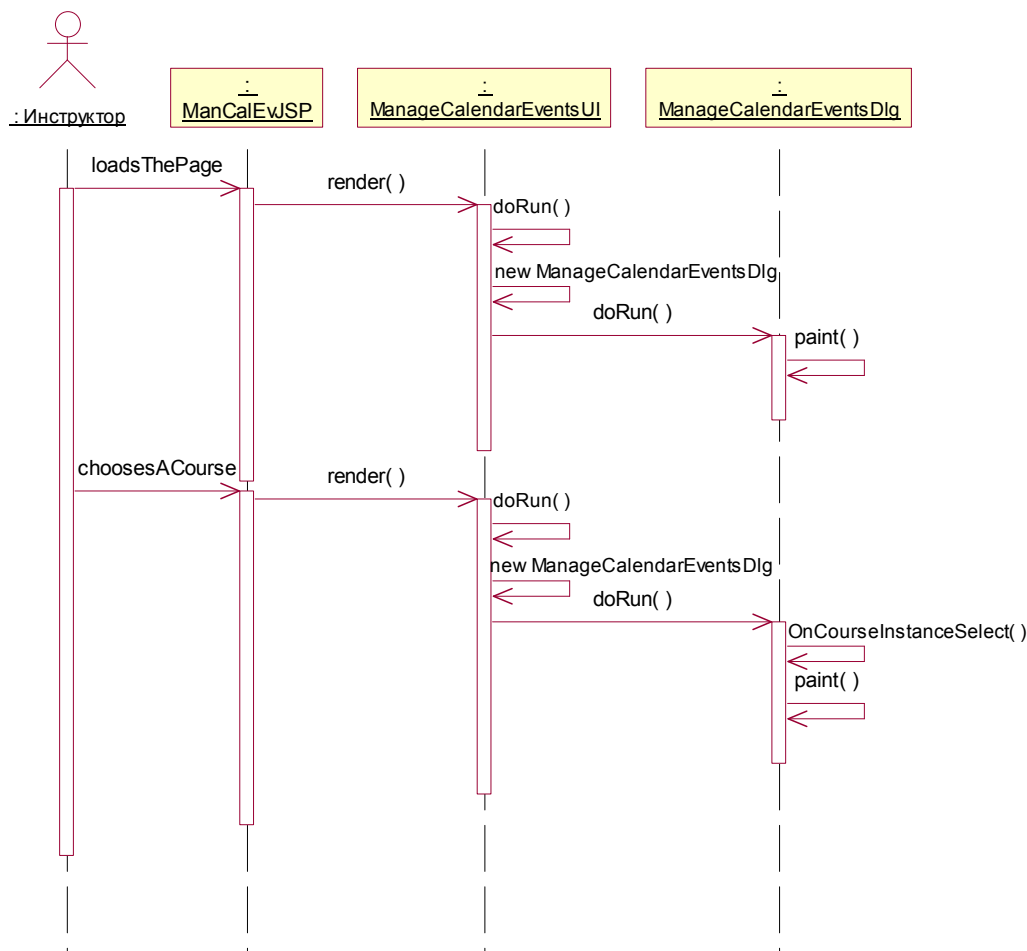 : Инструктор
:
ManCalEvJSP
:
ManageCalendarEventsUI
:
ManageCalendarEventsDlg
loadsThePage
render( )
doRun( )
new ManageCalendarEventsDlg
doRun( )
paint( )
choosesACourse
render( )
doRun( )
new ManageCalendarEventsDlg
doRun( )
OnCourseInstanceSelect( )
paint( )